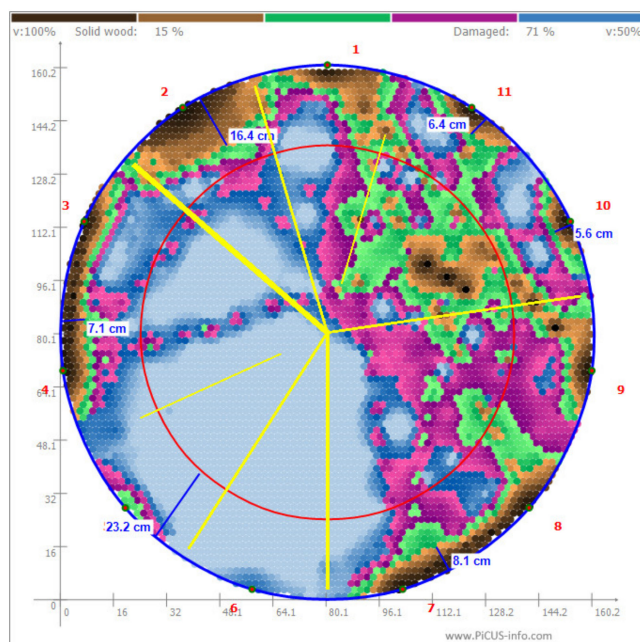 v:100% Solid wood: 15 % Damaged: 71 % v:50%
1
160.2
2
11
6.4 cm
144.2
16.4 cm
128.2
3
10
5.6 cm
112.1
96.1
7.1 cm
80.1
4
9
64.1
48.1
32
23.2 cm
8
16
8.1 cm
0
6
7
0 16 32 48.1 64.1 80.1 96.1 112.1 128.2 144.2 160.2
www.PiCUS-info.com